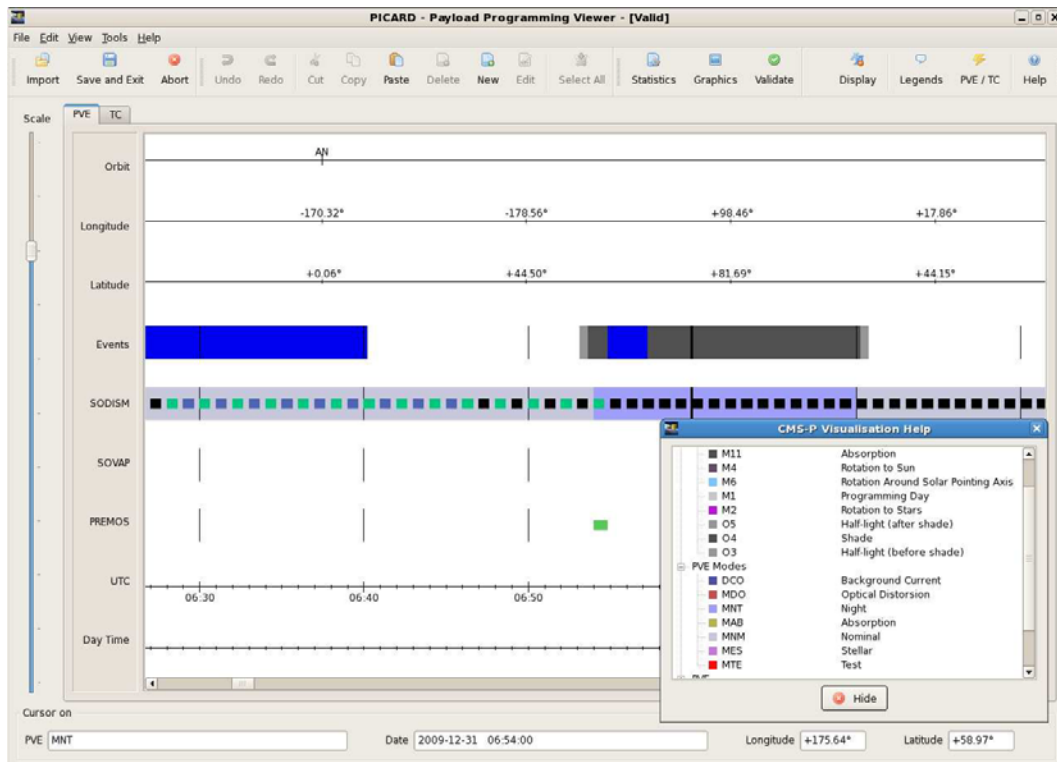 PICARD - Payload Programming Viewer - [Valid]
File Edit View Tools Help
Import Save and Exit Abort Undo Redo Cut Copy Paste Delete New Edit Select All Statistics Graphics Validate Display Legends PVE / TC Help
Scale
PVE TC
AN
Orbit
-170.32° -178.56° +98.46° +17.86°
Longitude
+0.06° +44.50° +81.69° +44.15°
Latitude
Events
SODISM
SOVAP
PREMOS
UTC
06:30 06:40 06:50
Day Time
CMS-P Visualisation Help
M11 Absorption
M4 Rotation to Sun
M6 Rotation Around Solar Pointing Axis
M1 Programming Day
M2 Rotation to Stars
O5 Half-light (after shade)
O4 Shade
O3 Half-light (before shade)
PVE Modes
DCO Background Current
MDO Optical Distorsion
MNT Night
MAB Absorption
MNM Nominal
MES Stellar
MTE Test
Hide
Cursor on
PVE MNT Date 2009-12-31 06:54:00 Longitude +175.64° Latitude +58.97°